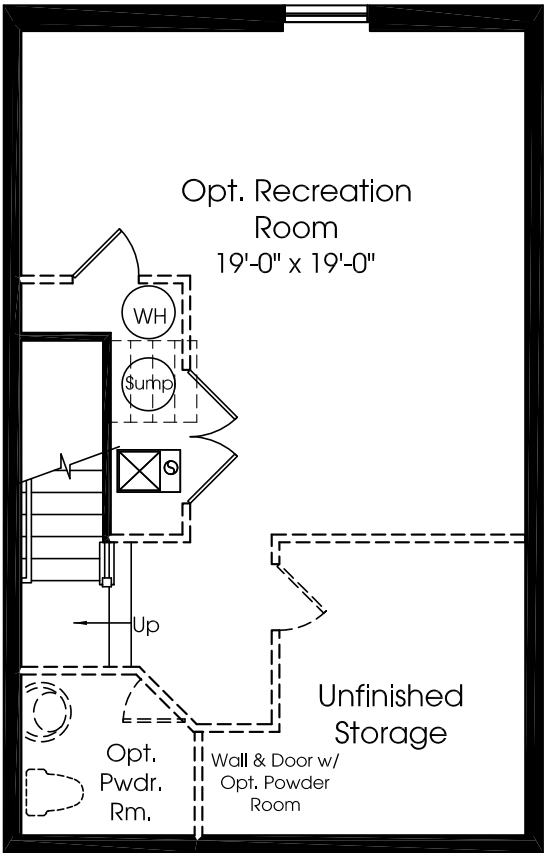 Opt. Recreation
Room
19'-0" x 19'-0"
WH
Sump
Up
Unfinished
Storage
Opt.
Pwdr.
Rm.
Wall & Door w/
Opt. Powder
Room